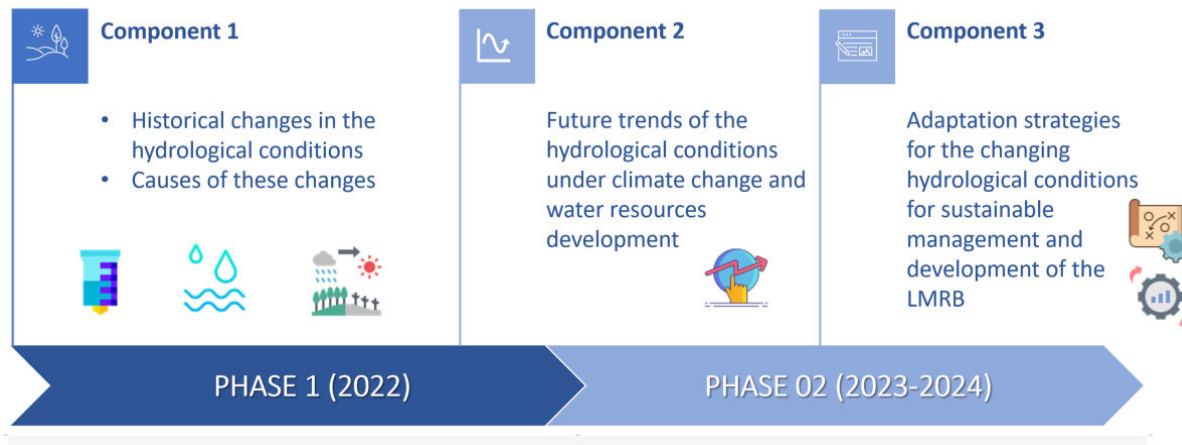 Component 1
• Historical changes in the
hydrological conditions
• Causes of these changes
Component 2
Future trends of the
hydrological conditions
under climate change and
water resources
development
Component 3
Adaptation strategies
for the changing
hydrological conditions
for sustainable
management and
development of the
LMRB
PHASE 1 (2022)
PHASE 02 (2023-2024)